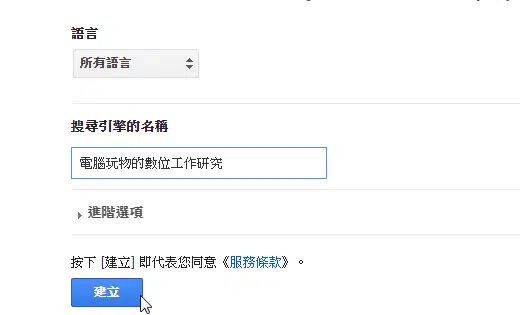 語言
所有語言
搜尋引擎的名稱
電腦玩物的數位工作研究
進階選項
按下 [建立] 即代表您同意《服務條款》。
建立